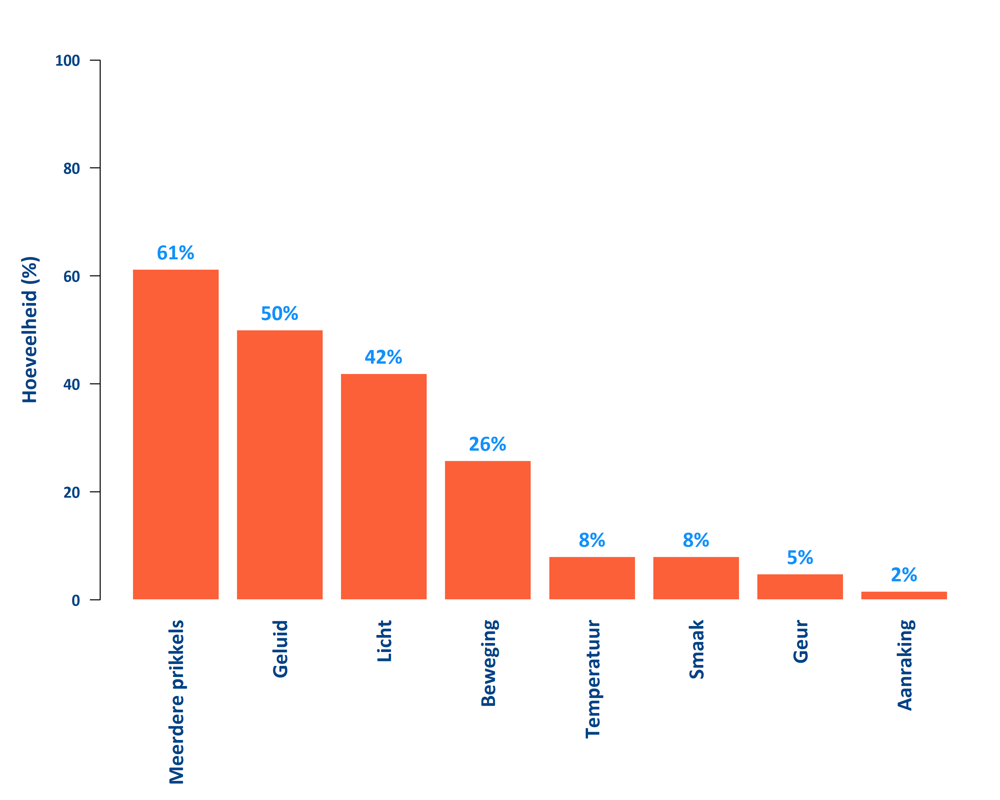 Hoeveelheid (%)
100
80
60
40
20
0
61%
50%
42%
26%
8%
8%
5%
2%
Meerdere prikkels
Geluid
Licht
Beweging
Temperatuur
Smaak
Geur
Aanraking